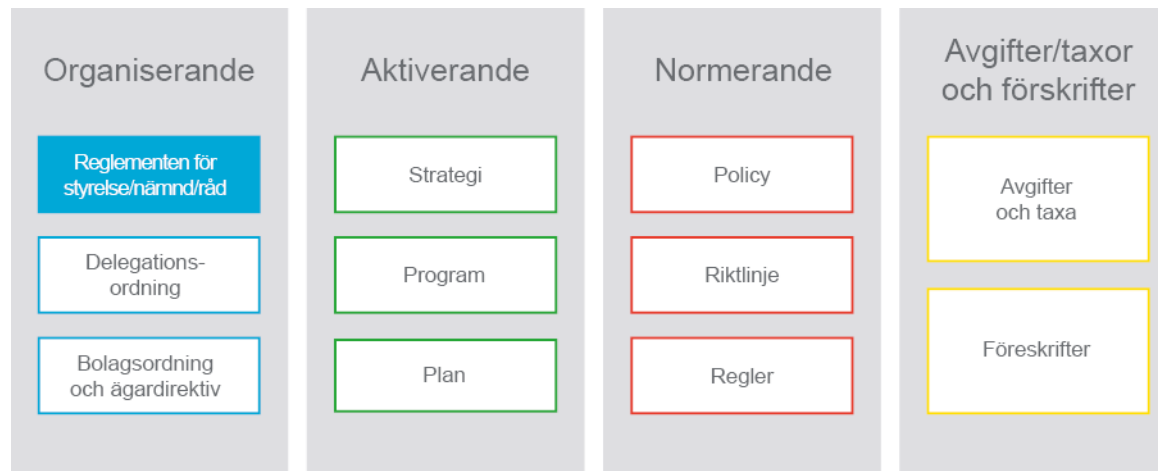 Organiserande
Reglementen för
styrelse/nämnd/råd
Delegations-
ordning
Bolagsordning
och ägardirektiv
Aktiverande
Strategi
Program
Plan
Normerande
Policy
Riktlinje
Regler
Avgifter/taxor
och förskrifter
Avgifter
och taxa
Föreskrifter